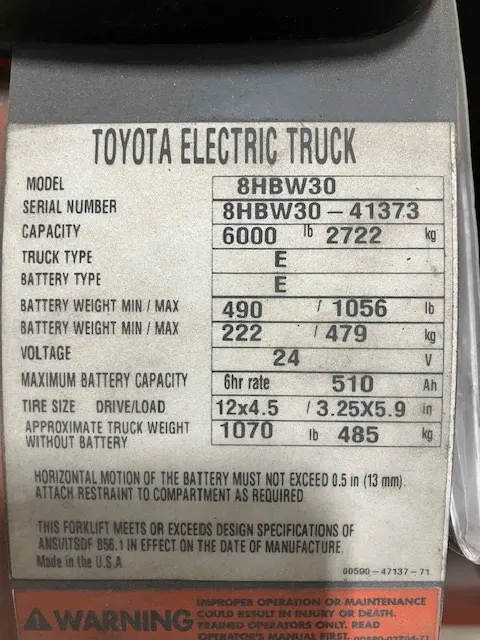 TOYOTA ELECTRIC TRUCK
MODEL 8HBW30
SERIAL NUMBER 8HBW30-41373
CAPACITY 6000 lb 2722 kg
TRUCK TYPE E
BATTERY TYPE E
BATTERY WEIGHT MIN / MAX 490 / 1056 lb
BATTERY WEIGHT MIN / MAX 222 / 479 kg
VOLTAGE 24 V
MAXIMUM BATTERY CAPACITY 6hr rate 510 Ah
TIRE SIZE DRIVE/LOAD 12x4.5 / 3.25X5.9 in
APPROXIMATE TRUCK WEIGHT
WITHOUT BATTERY 1070 lb 485 kg
HORIZONTAL MOTION OF THE BATTERY MUST NOT EXCEED 0.5 in (13 mm).
ATTACH RESTRAINT TO COMPARTMENT AS REQUIRED
THIS FORKLIFT MEETS OR EXCEEDS DESIGN SPECIFICATIONS OF
ANSI/ITSDF B56.1 IN EFFECT ON THE DATE OF MANUFACTURE.
Made in the U.S.A.
00590-47137-71
WARNING
IMPROPER OPERATION OR MAINTENANCE
COULD RESULT IN INJURY OR DEATH.
TRAINED OPERATORS ONLY. READ
OPERATOR'S MANUAL FIRST.